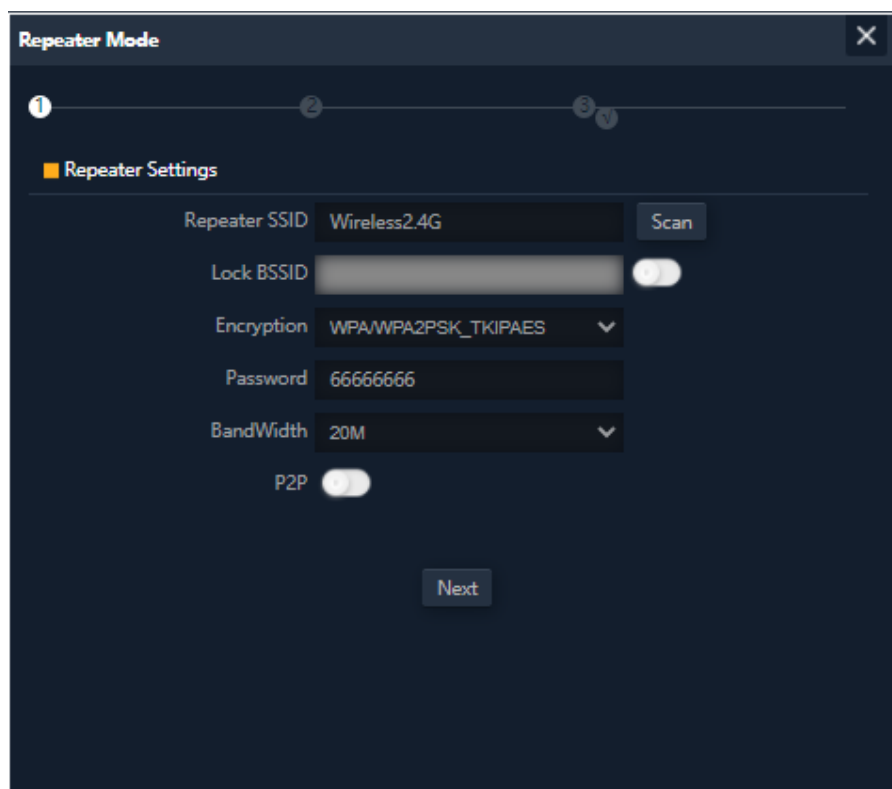 Repeater Mode
1 2 3 √
Repeater Settings
Repeater SSID Wireless2.4G Scan
Lock BSSID
Encryption WPA/WPA2PSK_TKIPAES
Password 66666666
BandWidth 20M
P2P
Next